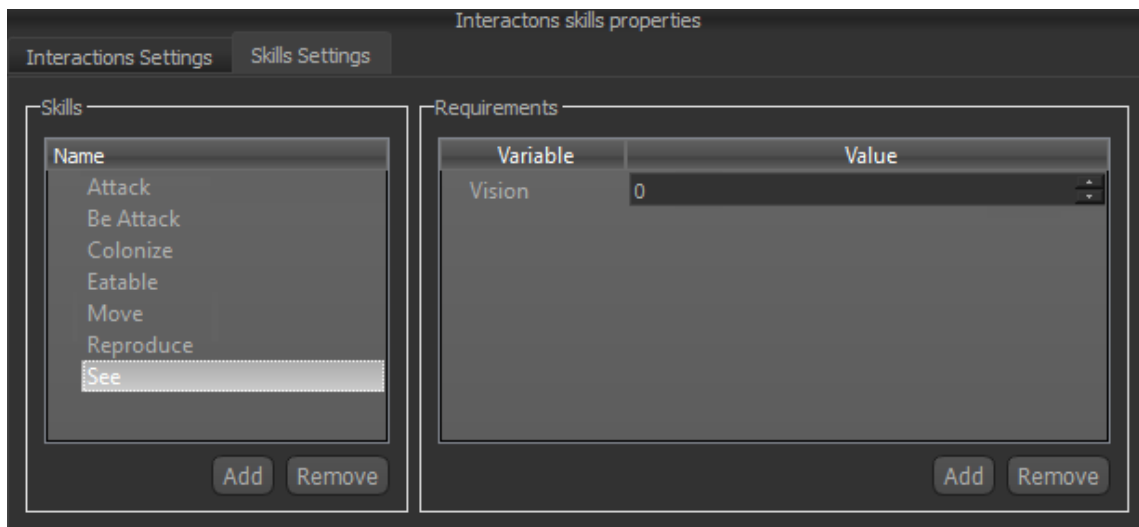 Interactons skills properties
Interactions Settings
Skills Settings
Skills
Name
Attack
Be Attack
Colonize
Eatable
Move
Reproduce
See
Add
Remove
Requirements
Variable
Value
Vision
0
Add
Remove